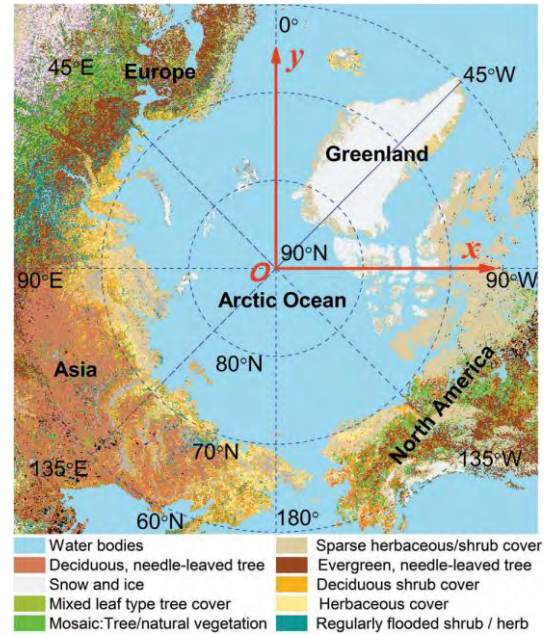 0°
45°E
Europe
y
45°W
Greenland
90°N
x
O
90°E
Arctic Ocean
90°W
Asia
80°N
North America
70°N
135°E
135°W
60°N
180°
Water bodies
Deciduous, needle-leaved tree
Snow and ice
Mixed leaf type tree cover
Mosaic:Tree/natural vegetation
Sparse herbaceous/shrub cover
Evergreen, needle-leaved tree
Deciduous shrub cover
Herbaceous cover
Regularly flooded shrub / herb